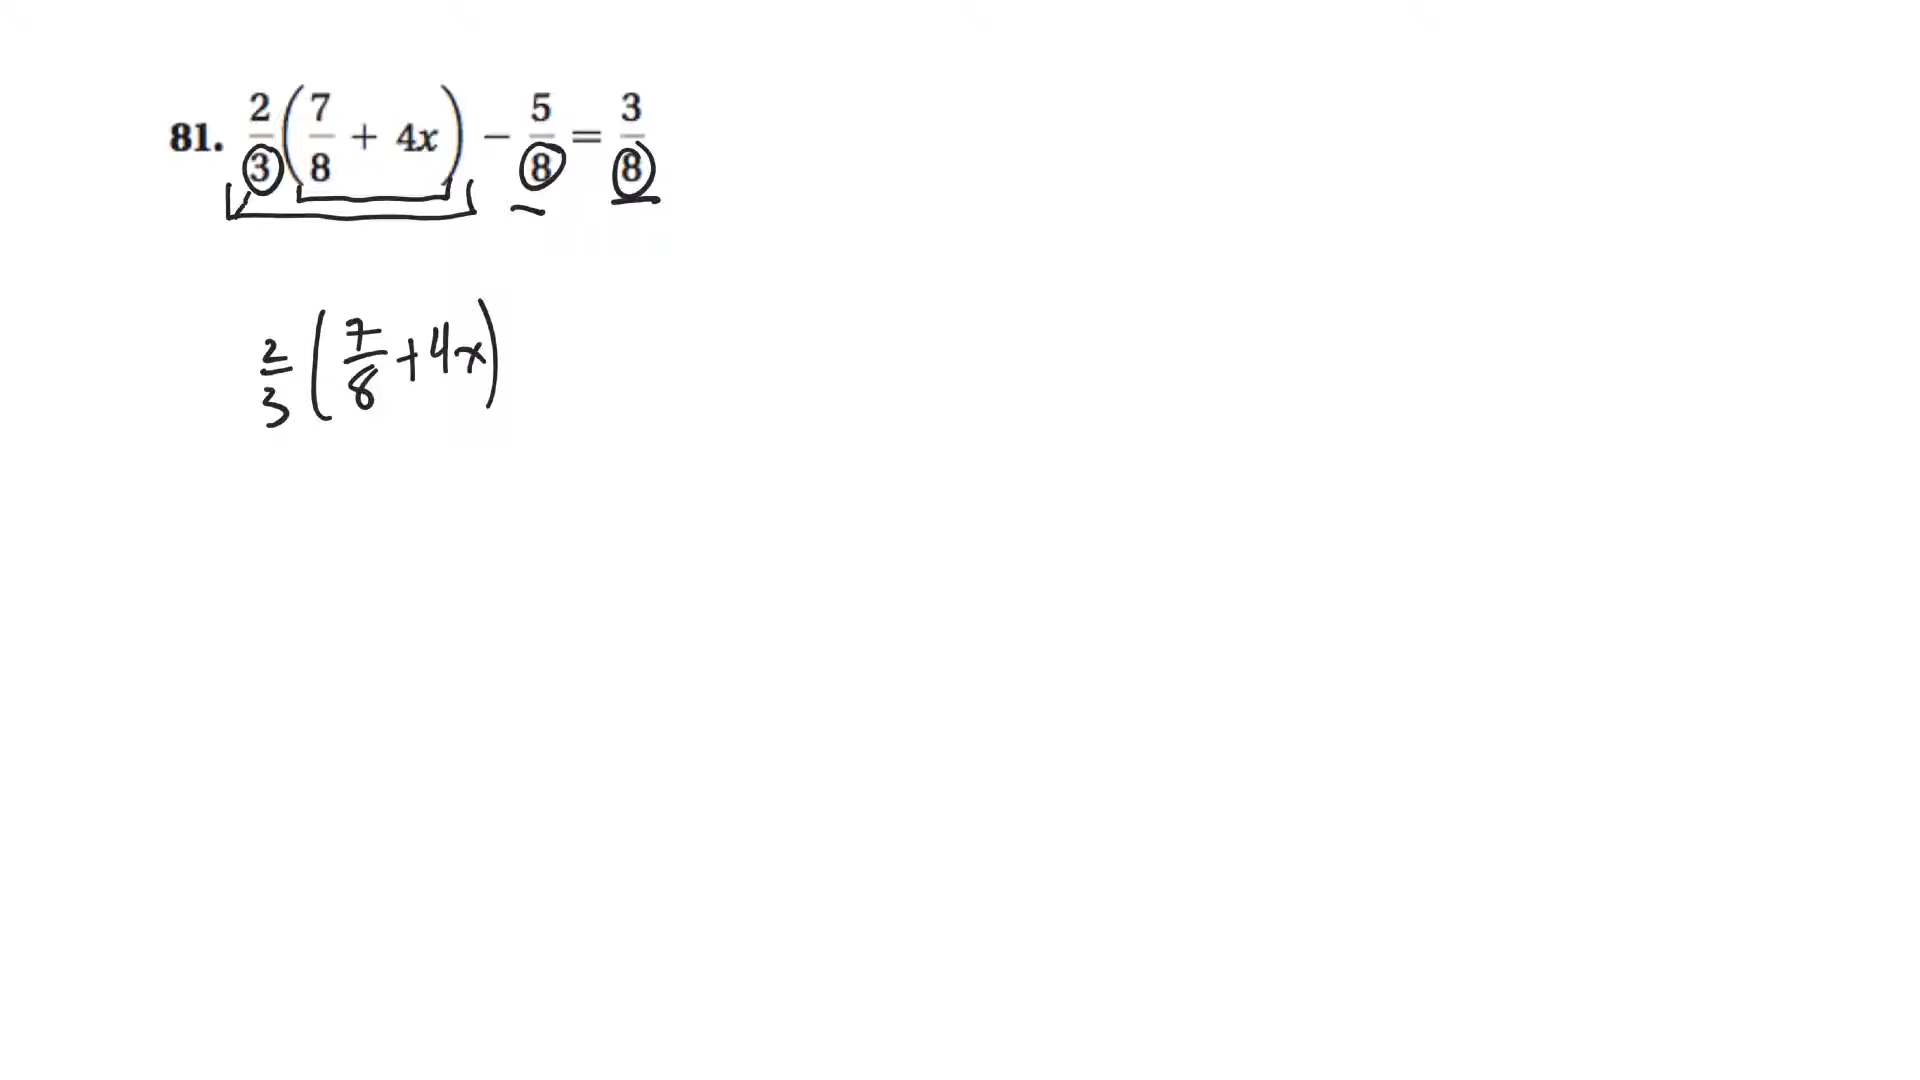 81. 2/3(7/8 + 4x) − 5/8 = 3/8
2/3(7/8+4x)